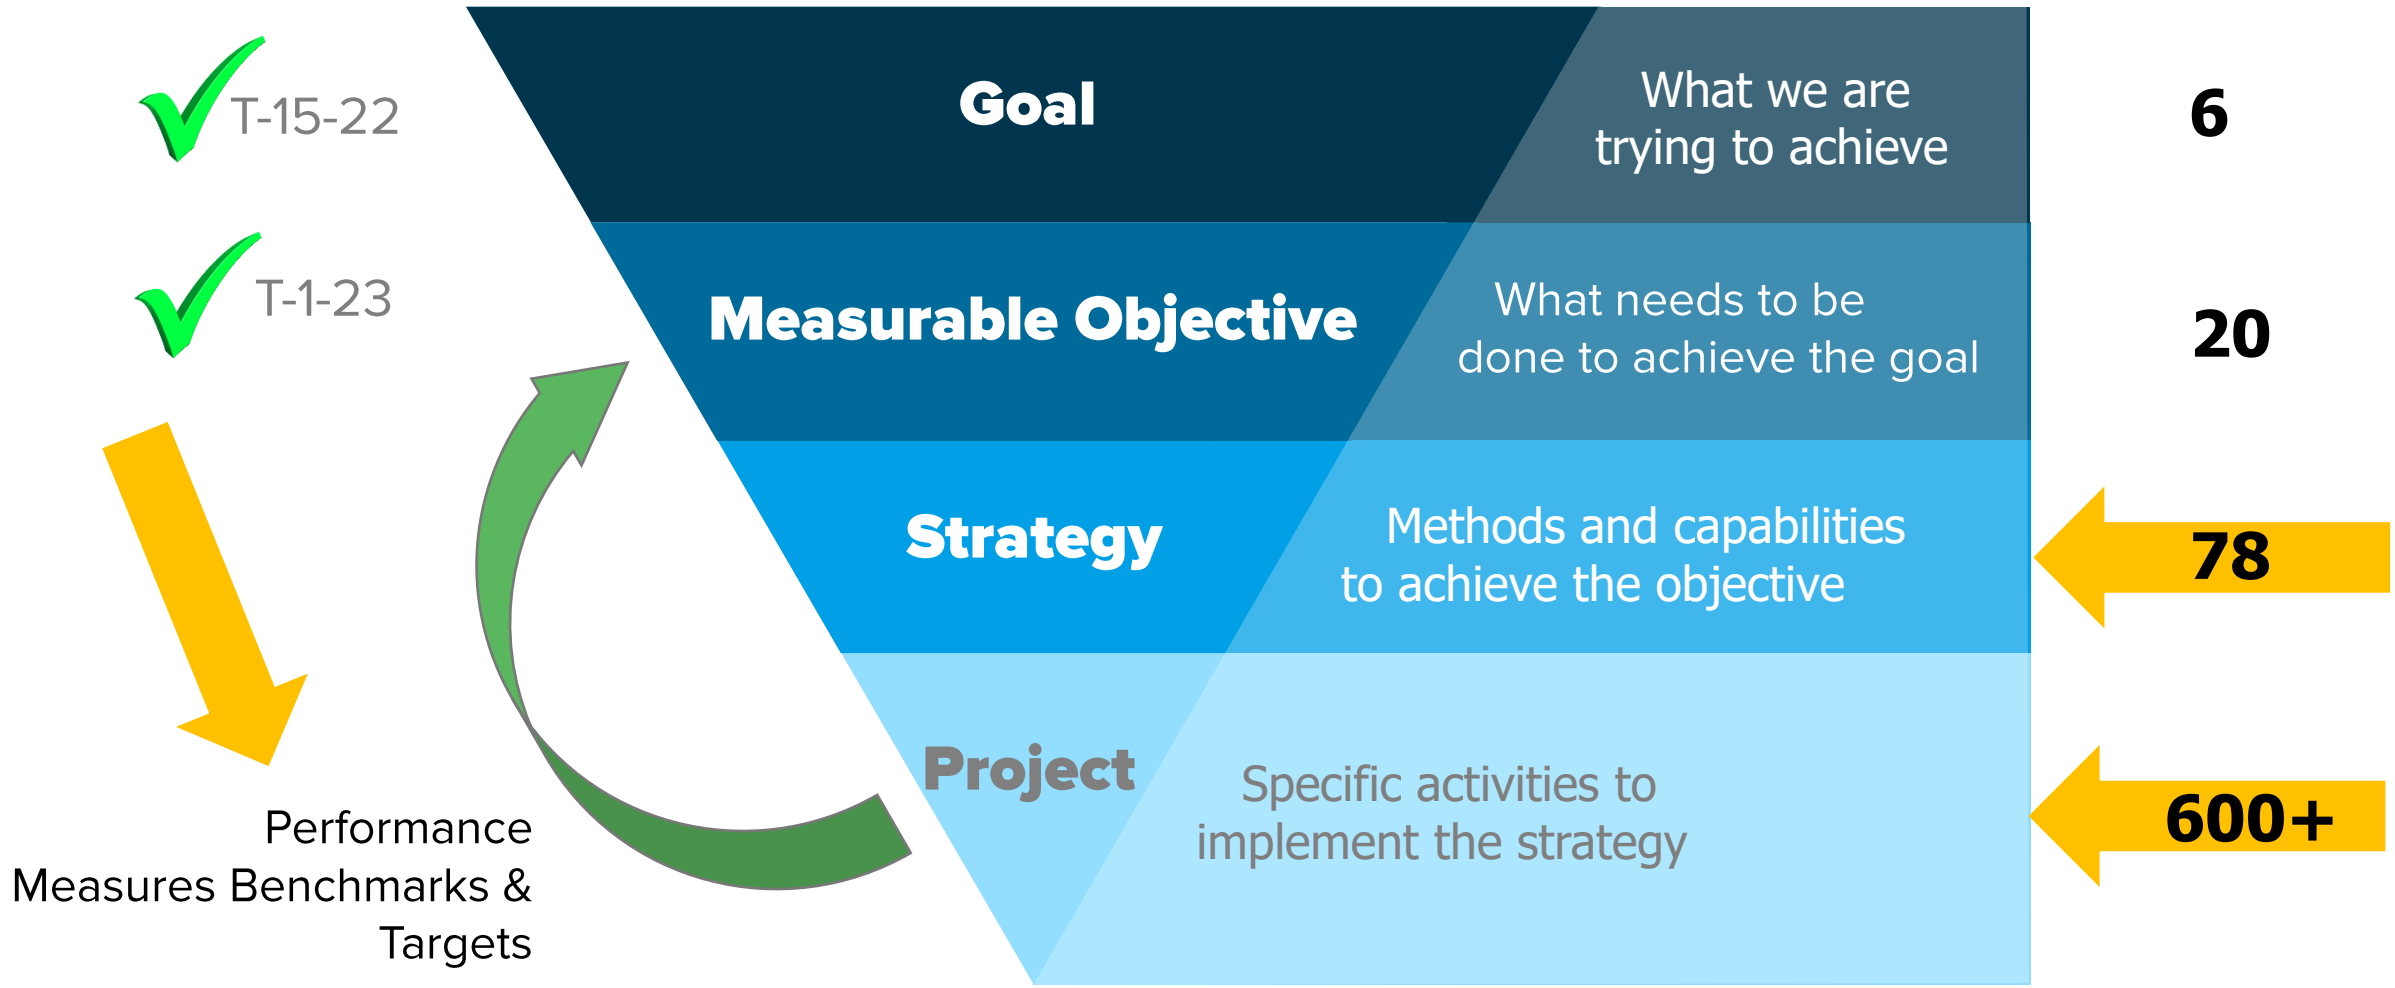 T-15-22
Goal
What we are
trying to achieve
6
T-1-23
Measurable Objective
What needs to be
done to achieve the goal
20
Strategy
Methods and capabilities
to achieve the objective
78
Project
Specific activities to
implement the strategy
600+
Performance
Measures Benchmarks &
Targets